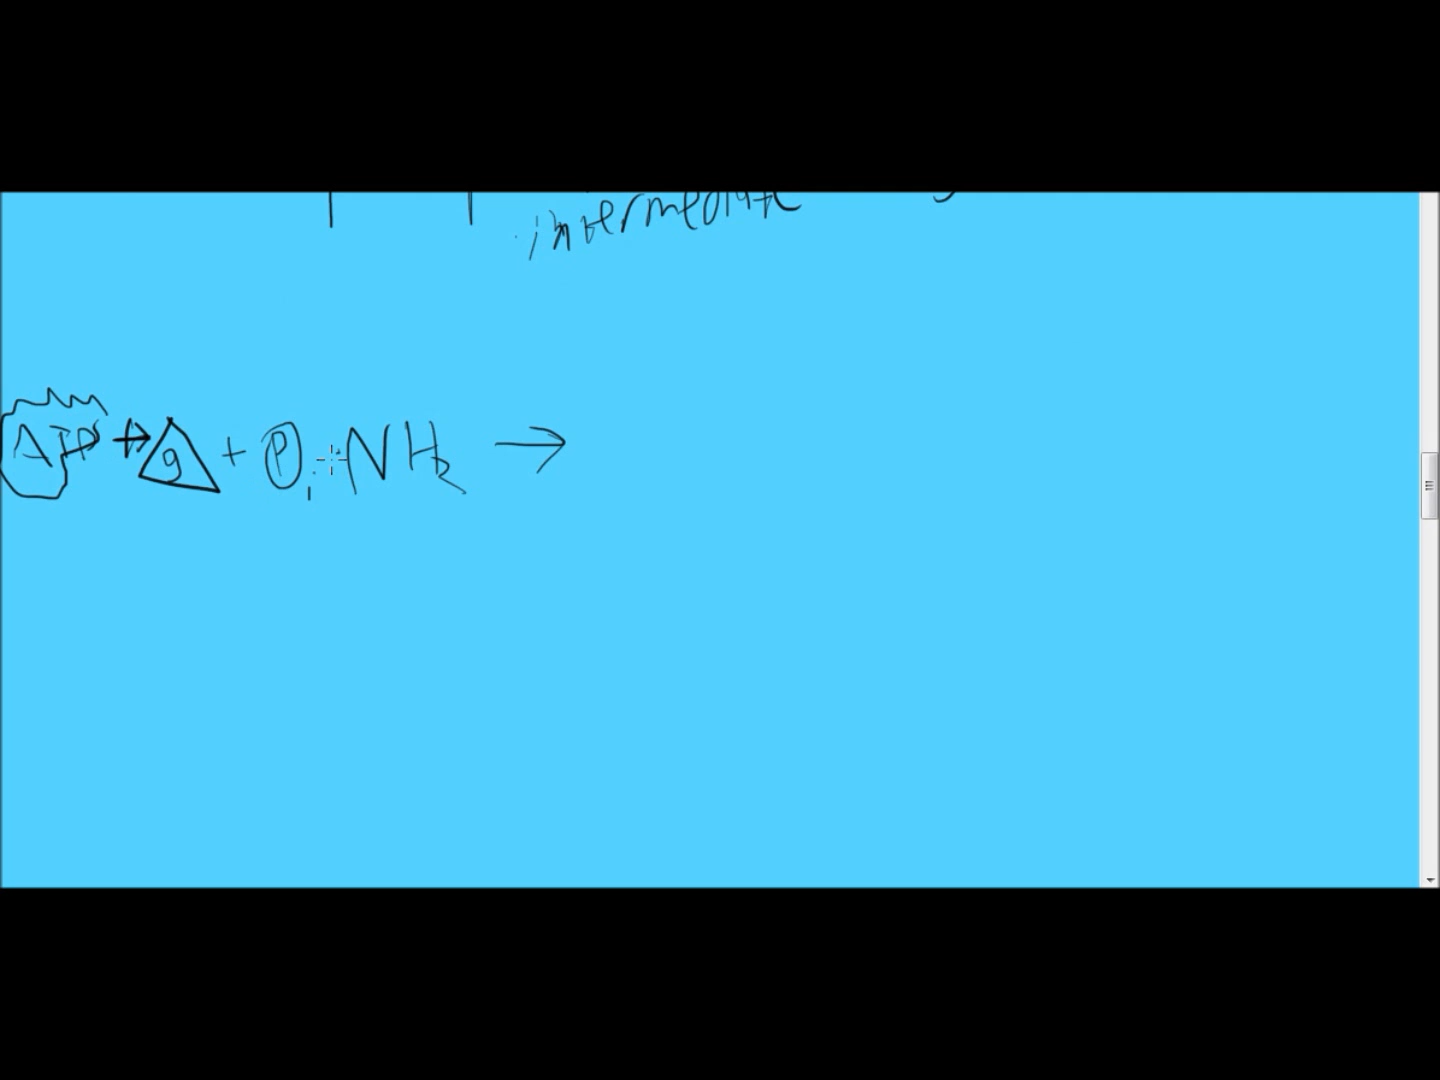 intermediate
ATP + g + Pi NH2 →